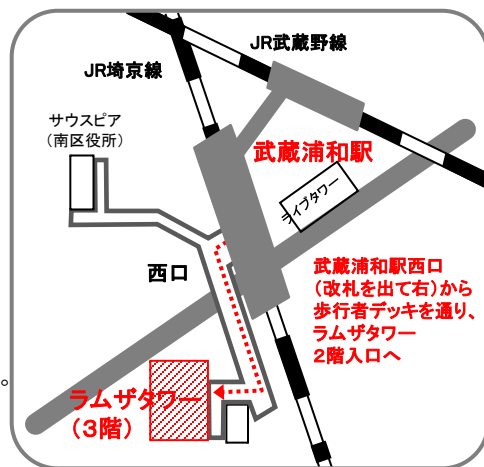 JR武蔵野線
JR埼京線
サウスピア
（南区役所）
武蔵浦和駅
ライブタワー
西口
武蔵浦和駅西口
（改札を出て右）から
歩行者デッキを通り、
ラムザタワー
２階入口へ
ラムザタワー
（３階）
。